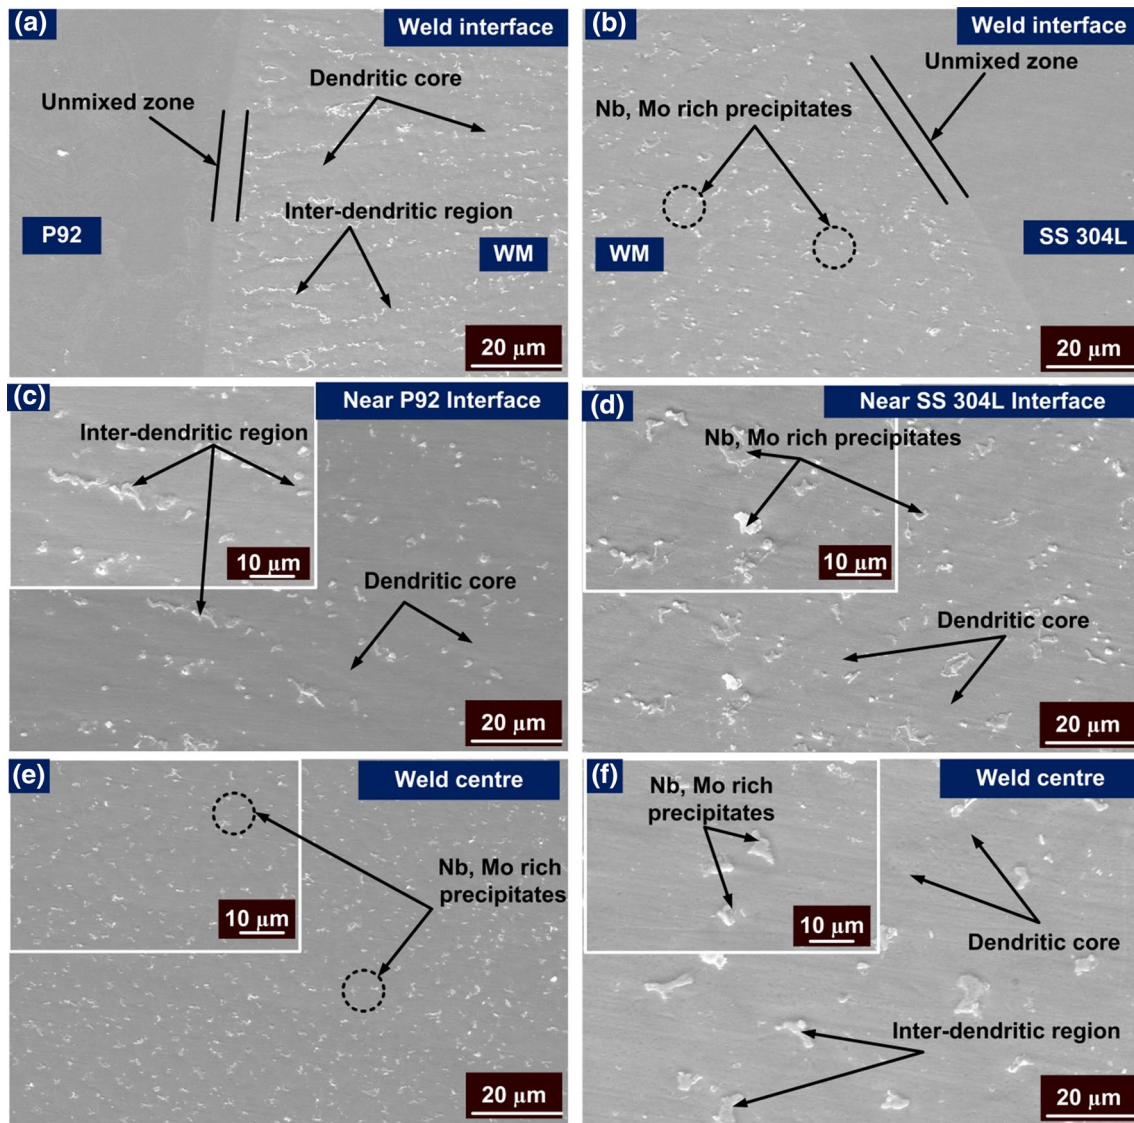 (a)
Weld interface
Dendritic core
Unmixed zone
Inter-dendritic region
P92
WM
20 μm
(b)
Weld interface
Unmixed zone
Nb, Mo rich precipitates
WM
SS 304L
20 μm
(c)
Near P92 Interface
Inter-dendritic region
10 μm
Dendritic core
20 μm
(d)
Near SS 304L Interface
Nb, Mo rich precipitates
10 μm
Dendritic core
20 μm
(e)
Weld centre
Nb, Mo rich
precipitates
10 μm
20 μm
(f)
Weld centre
Nb, Mo rich
precipitates
10 μm
Dendritic core
Inter-dendritic region
20 μm